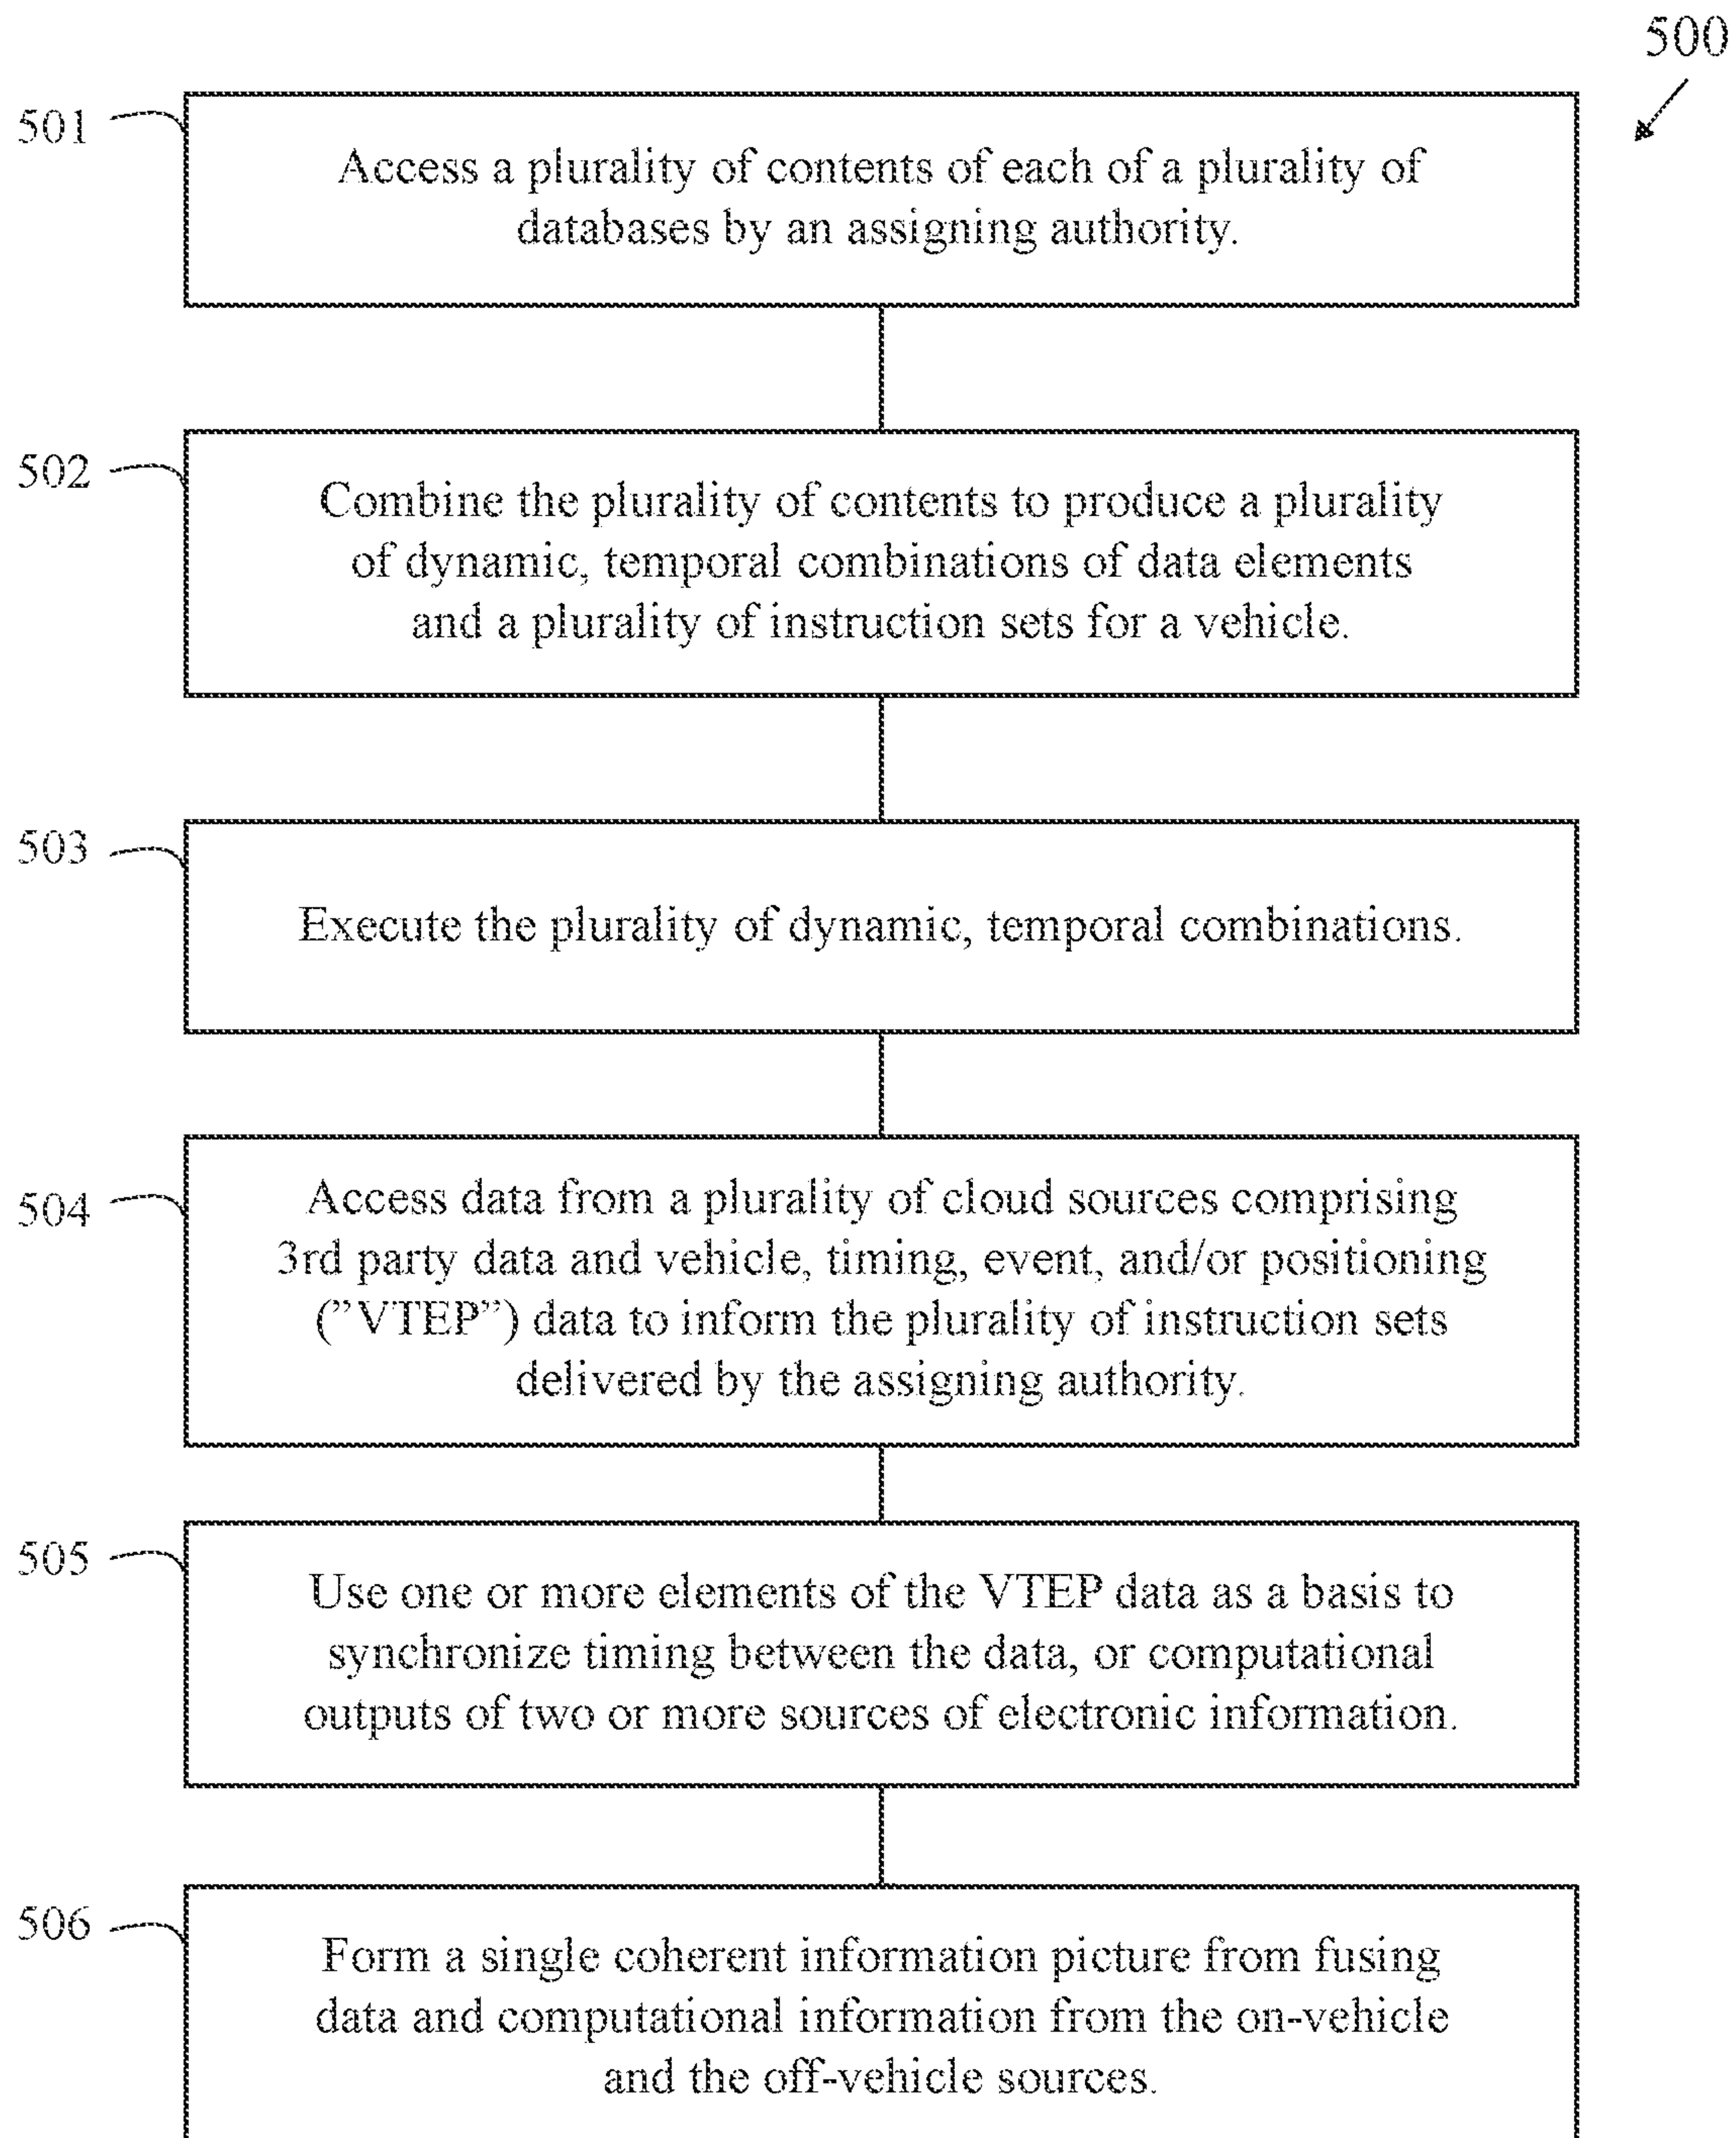 500
501
Access a plurality of contents of each of a plurality of
databases by an assigning authority.
502
Combine the plurality of contents to produce a plurality
of dynamic, temporal combinations of data elements
and a plurality of instruction sets for a vehicle.
503
Execute the plurality of dynamic, temporal combinations.
504
Access data from a plurality of cloud sources comprising
3rd party data and vehicle, timing, event, and/or positioning
(”VTEP”) data to inform the plurality of instruction sets
delivered by the assigning authority.
505
Use one or more elements of the VTEP data as a basis to
synchronize timing between the data, or computational
outputs of two or more sources of electronic information.
506
Form a single coherent information picture from fusing
data and computational information from the on-vehicle
and the off-vehicle sources.